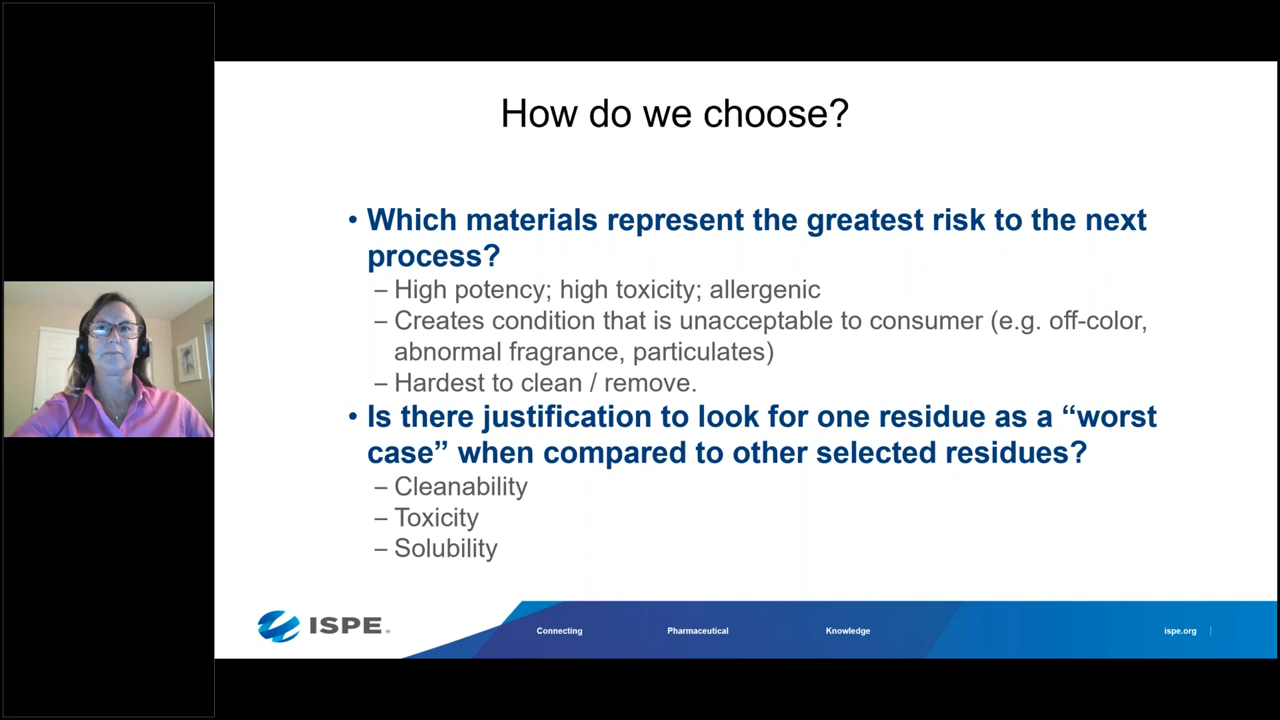 How do we choose?
• Which materials represent the greatest risk to the next
process?
– High potency; high toxicity; allergenic
– Creates condition that is unacceptable to consumer (e.g. off-color,
abnormal fragrance, particulates)
– Hardest to clean / remove.
• Is there justification to look for one residue as a “worst
case” when compared to other selected residues?
– Cleanability
– Toxicity
– Solubility
ISPE®
Connecting
Pharmaceutical
Knowledge
ispe.org |